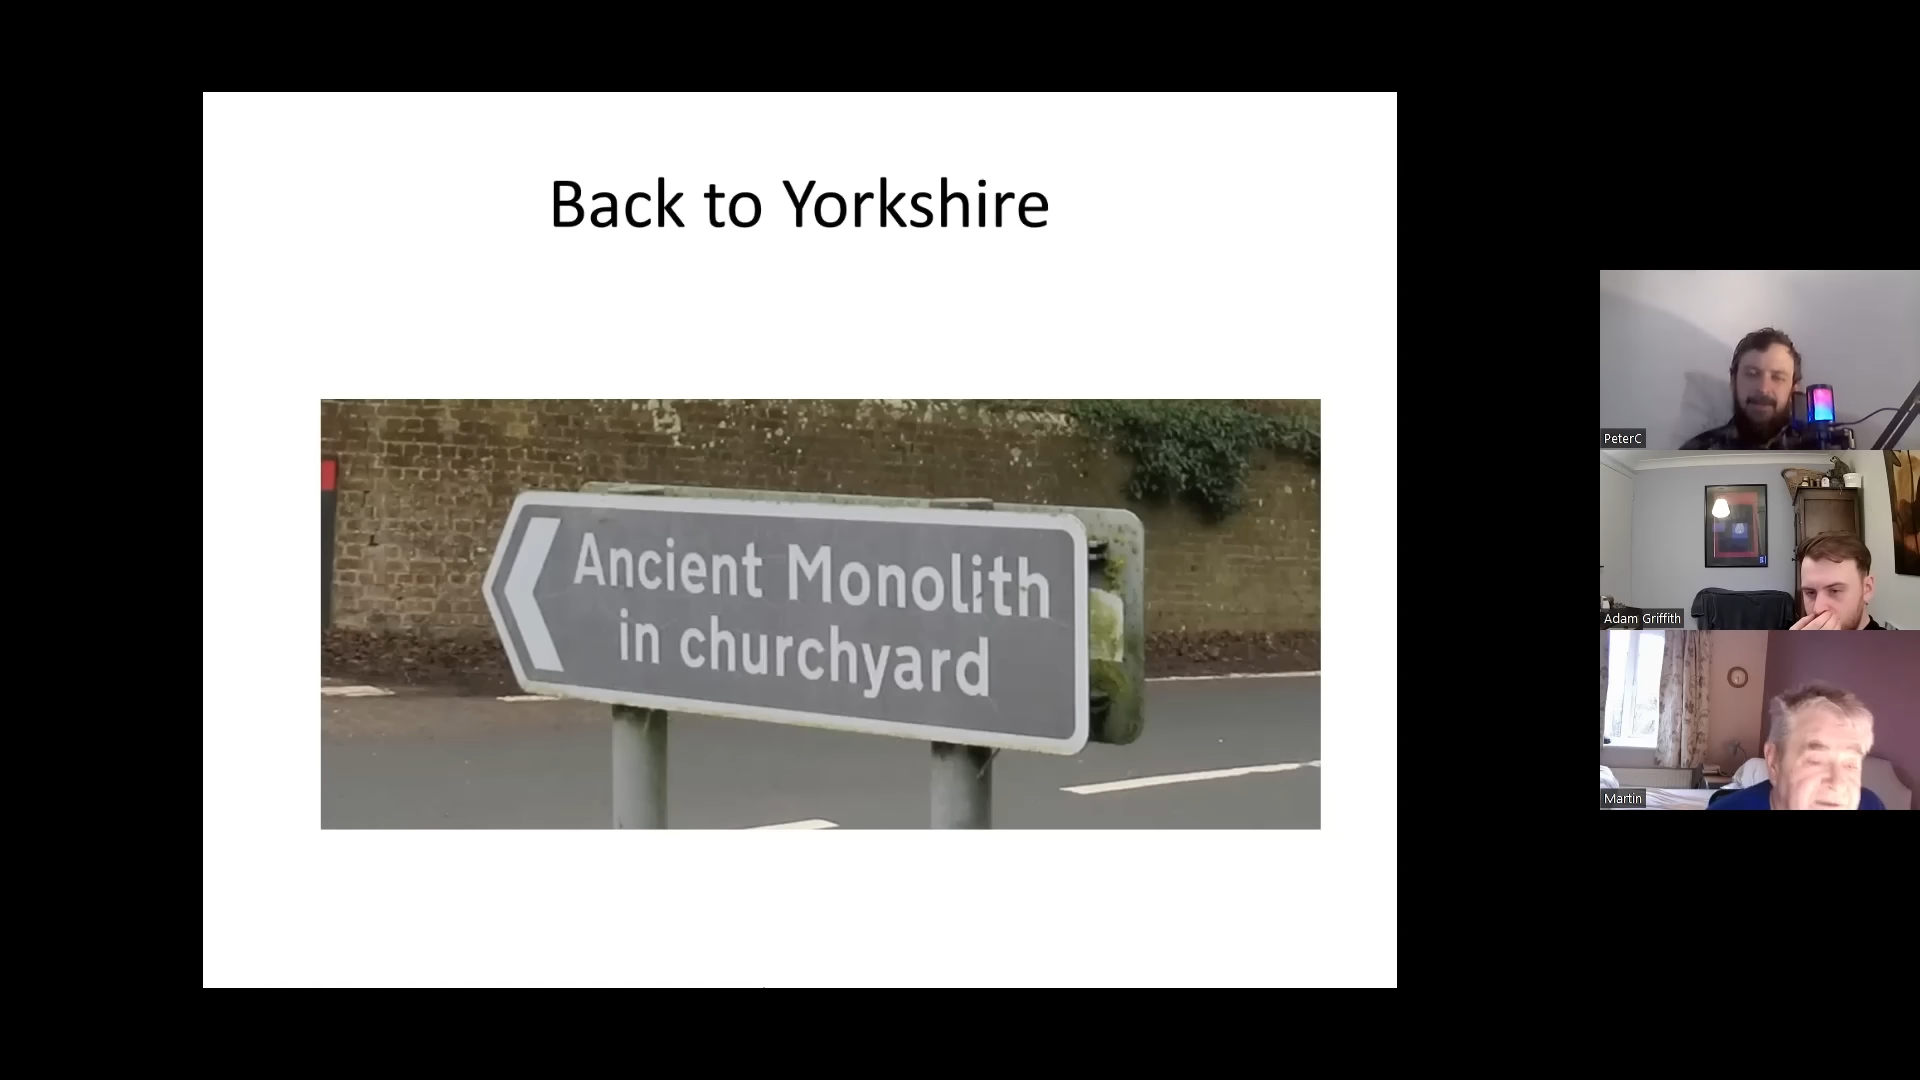 Back to Yorkshire
Ancient Monolith
in churchyard
PeterC
Adam Griffith
Martin